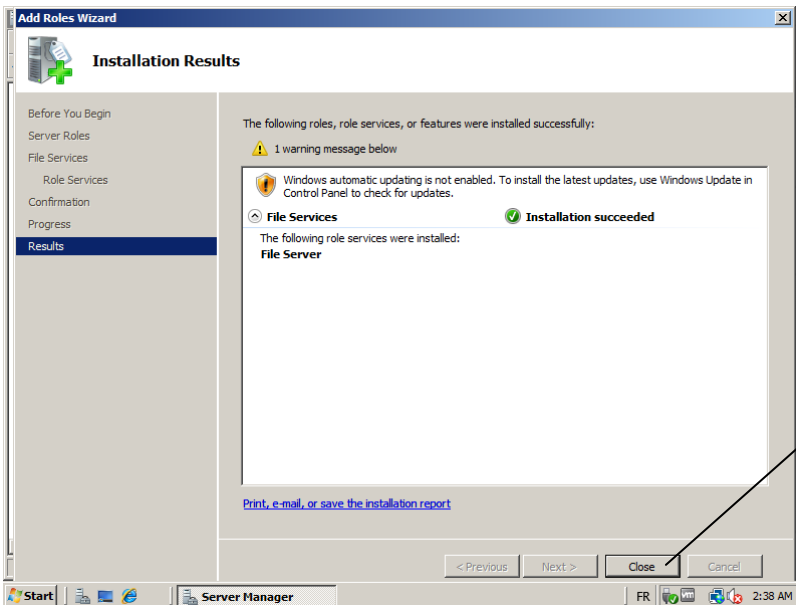 Add Roles Wizard
Installation Results
Before You Begin
Server Roles
File Services
Role Services
Confirmation
Progress
Results
The following roles, role services, or features were installed successfully:
1 warning message below
Windows automatic updating is not enabled. To install the latest updates, use Windows Update in
Control Panel to check for updates.
File Services
Installation succeeded
The following role services were installed:
File Server
Print, e-mail, or save the installation report
< Previous
Next >
Close
Cancel
Start
Server Manager
FR
vm
2:38 AM